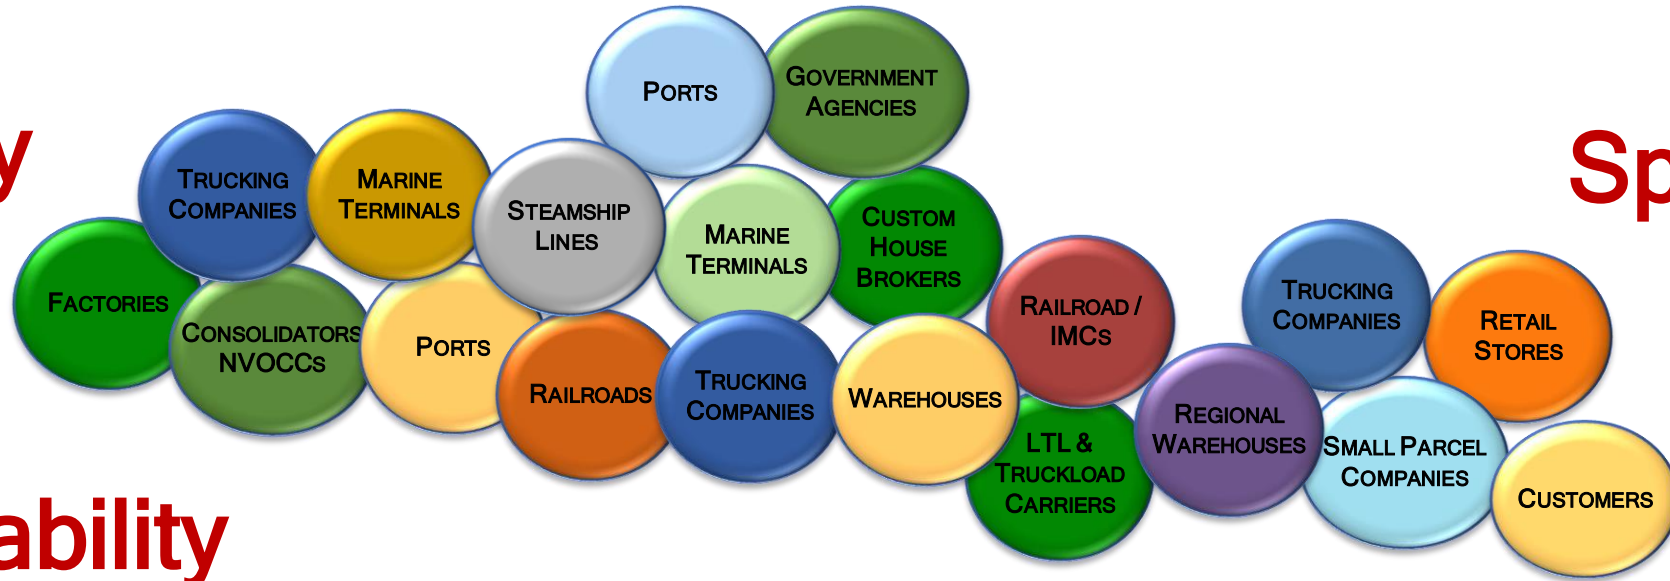 PORTS
GOVERNMENT
AGENCIES
TRUCKING
COMPANIES
MARINE
TERMINALS
STEAMSHIP
LINES
MARINE
TERMINALS
CUSTOM
HOUSE
BROKERS
FACTORIES
CONSOLIDATORS
NVOCCS
PORTS
RAILROADS
TRUCKING
COMPANIES
WAREHOUSES
RAILROAD /
IMCS
LTL &
TRUCKLOAD
CARRIERS
REGIONAL
WAREHOUSES
TRUCKING
COMPANIES
RETAIL
STORES
SMALL PARCEL
COMPANIES
CUSTOMERS
y
Sp
ability